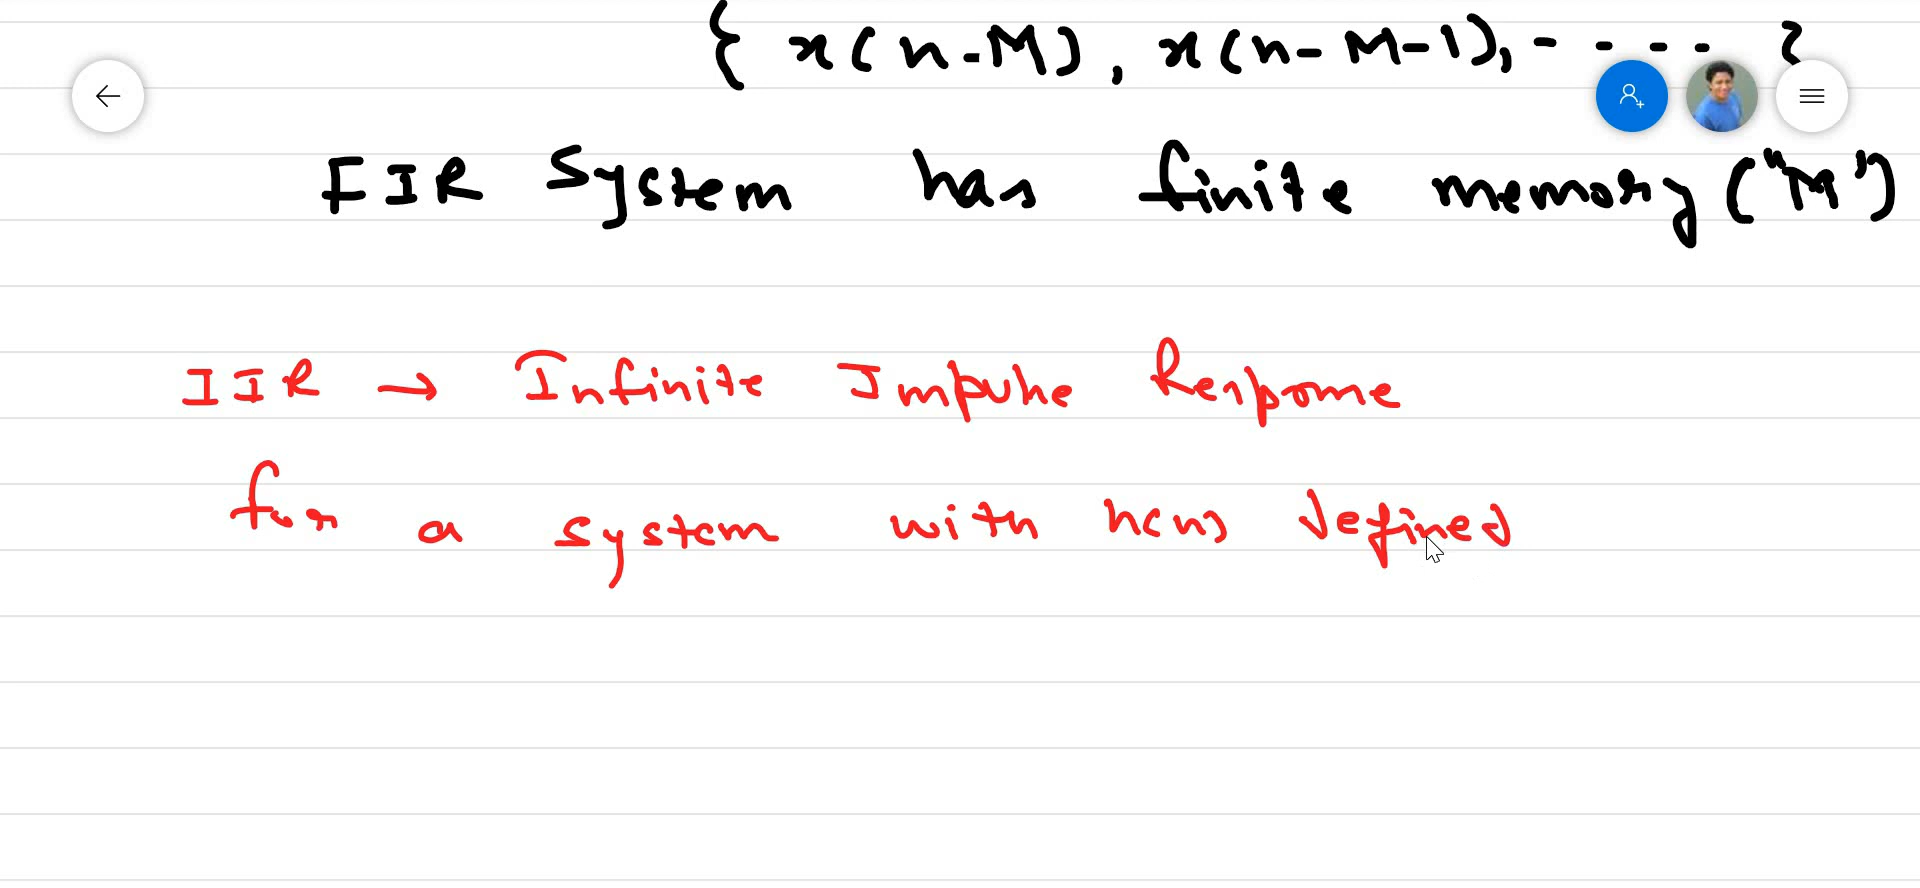 { x(n-M), x(n-M-1), - - - - }
FIR System has finite memory ("M")
IIR → Infinite Impulse Response
for a system with h(n) defined